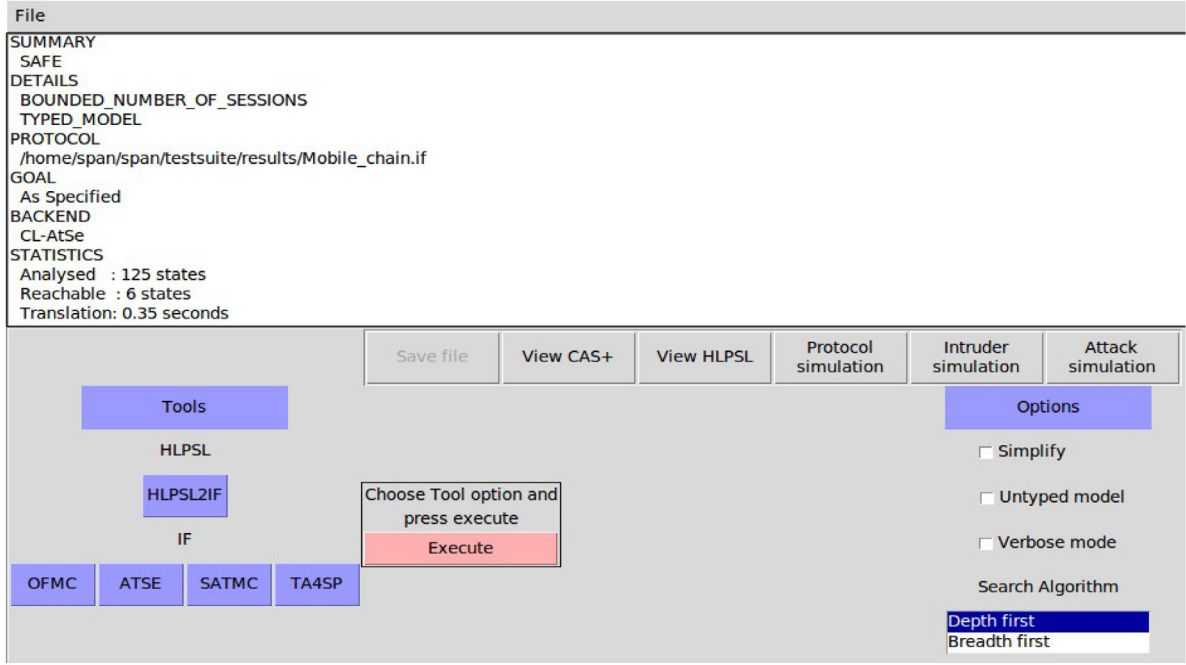 File
SUMMARY
SAFE
DETAILS
BOUNDED_NUMBER_OF_SESSIONS
TYPED_MODEL
PROTOCOL
/home/span/span/testsuite/results/Mobile_chain.if
GOAL
As Specified
BACKEND
CL-AtSe
STATISTICS
Analysed : 125 states
Reachable : 6 states
Translation: 0.35 seconds
Save file
View CAS+
View HLPSL
Protocol
simulation
Intruder
simulation
Attack
simulation
Tools
HLPSL
HLPSL2IF
IF
OFMC
ATSE
SATMC
TA4SP
Choose Tool option and
press execute
Execute
Options
Simplify
Untyped model
Verbose mode
Search Algorithm
Depth first
Breadth first